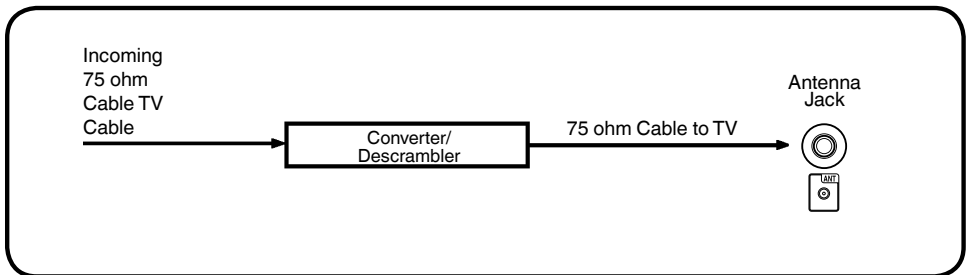 Incoming
75 ohm
Cable TV
Cable
Converter/
Descrambler
75 ohm Cable to TV
Antenna
Jack
ANT